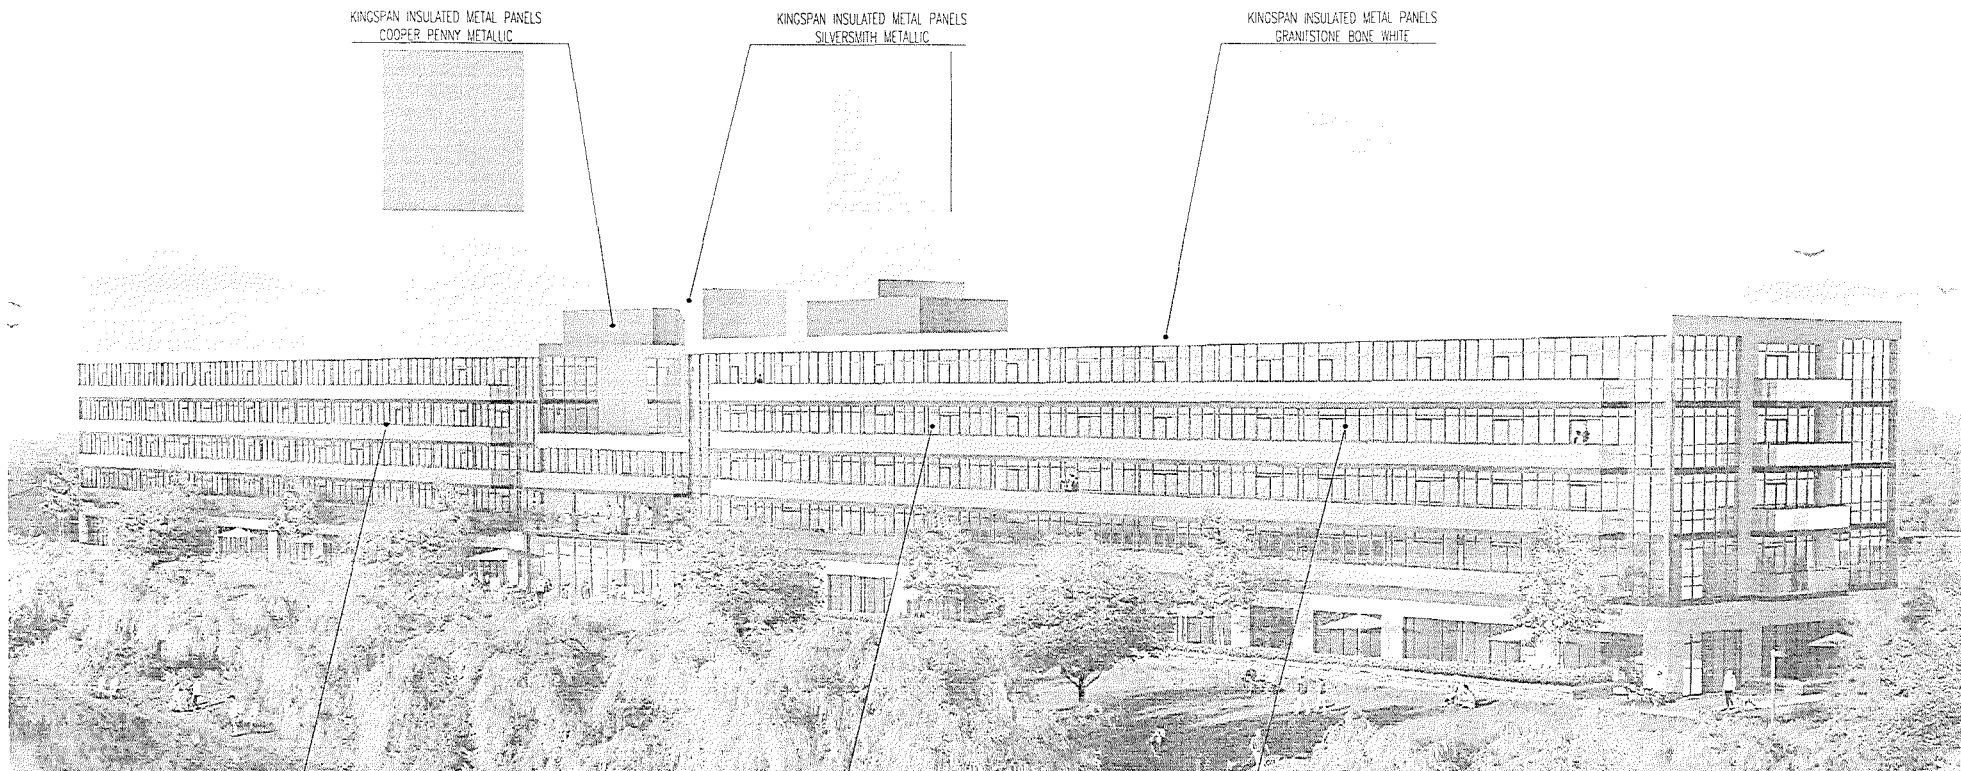 KINGSPAN INSULATED METAL PANELS
COOPER PENNY METALLIC
KINGSPAN INSULATED METAL PANELS
SILVERSMITH METALLIC
KINGSPAN INSULATED METAL PANELS
GRANITSTONE BONE WHITE